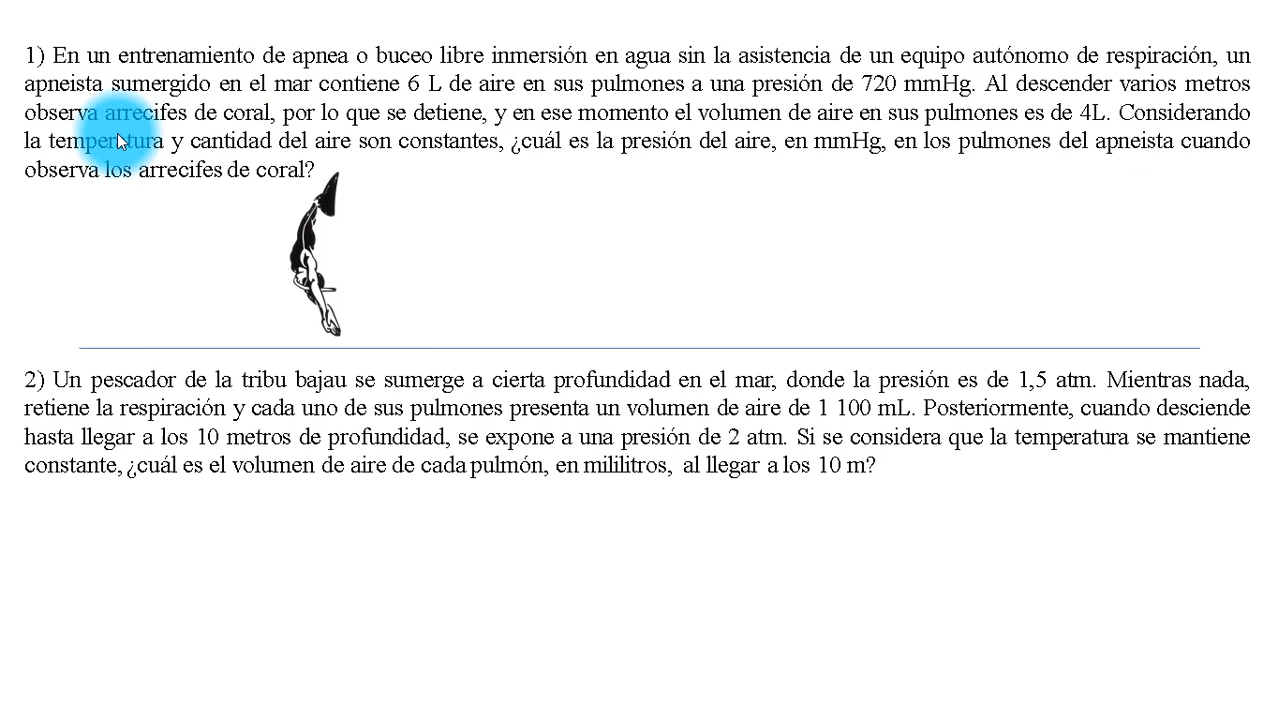 1) En un entrenamiento de apnea o buceo libre inmersión en agua sin la asistencia de un equipo autónomo de respiración, un
apneista sumergido en el mar contiene 6 L de aire en sus pulmones a una presión de 720 mmHg. Al descender varios metros
observa arrecifes de coral, por lo que se detiene, y en ese momento el volumen de aire en sus pulmones es de 4L. Considerando
la temperatura y cantidad del aire son constantes, ¿cuál es la presión del aire, en mmHg, en los pulmones del apneista cuando
observa los arrecifes de coral?
2) Un pescador de la tribu bajau se sumerge a cierta profundidad en el mar, donde la presión es de 1,5 atm. Mientras nada,
retiene la respiración y cada uno de sus pulmones presenta un volumen de aire de 1 100 mL. Posteriormente, cuando desciende
hasta llegar a los 10 metros de profundidad, se expone a una presión de 2 atm. Si se considera que la temperatura se mantiene
constante, ¿cuál es el volumen de aire de cada pulmón, en mililitros, al llegar a los 10 m?